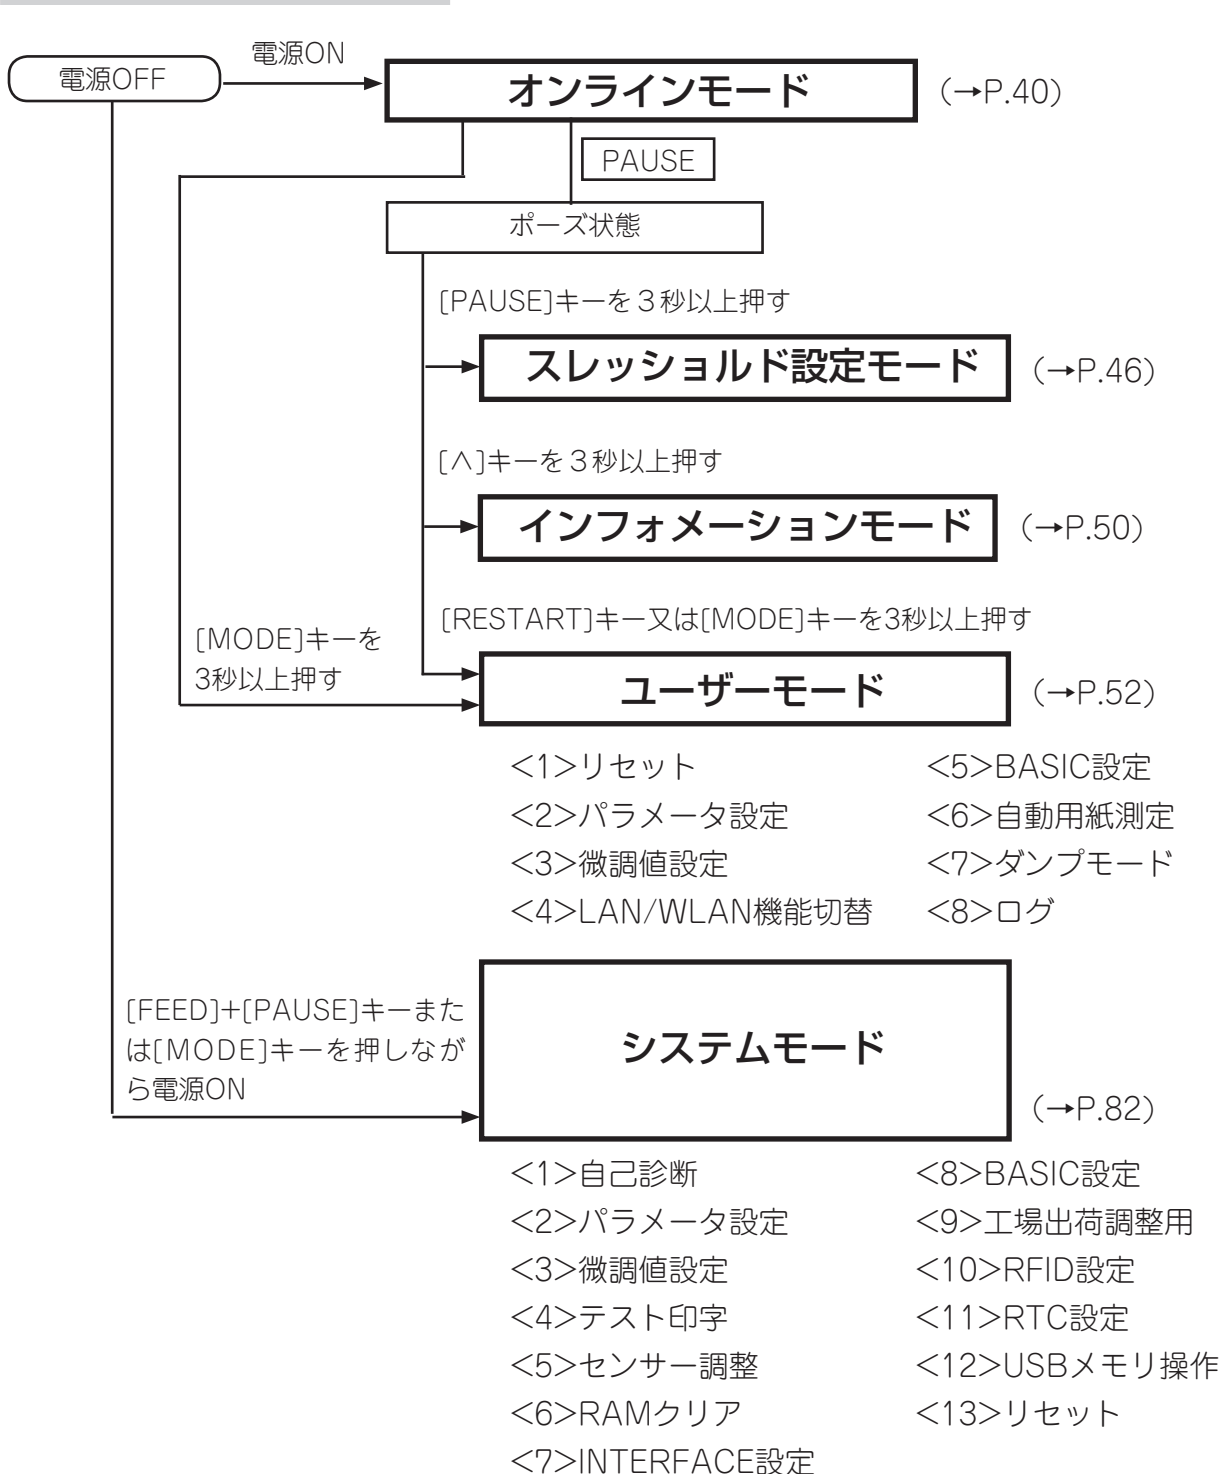 電源OFF
電源ON
オンラインモード
（→P.40）
PAUSE
ポーズ状態
[PAUSE]キーを３秒以上押す
スレッショルド設定モード
（→P.46）
[∧]キーを３秒以上押す
インフォメーションモード
（→P.50）
[RESTART]キー又は[MODE]キーを3秒以上押す
[MODE]キーを
3秒以上押す
ユーザーモード
（→P.52）
<1>リセット
<2>パラメータ設定
<3>微調値設定
<4>LAN/WLAN機能切替
<5>BASIC設定
<6>自動用紙測定
<7>ダンプモード
<8>ログ
[FEED]+[PAUSE]キーまた
は[MODE]キーを押しなが
ら電源ON
システムモード
（→P.82）
<1>自己診断
<2>パラメータ設定
<3>微調値設定
<4>テスト印字
<5>センサー調整
<6>RAMクリア
<7>INTERFACE設定
<8>BASIC設定
<9>工場出荷調整用
<10>RFID設定
<11>RTC設定
<12>USBメモリ操作
<13>リセット